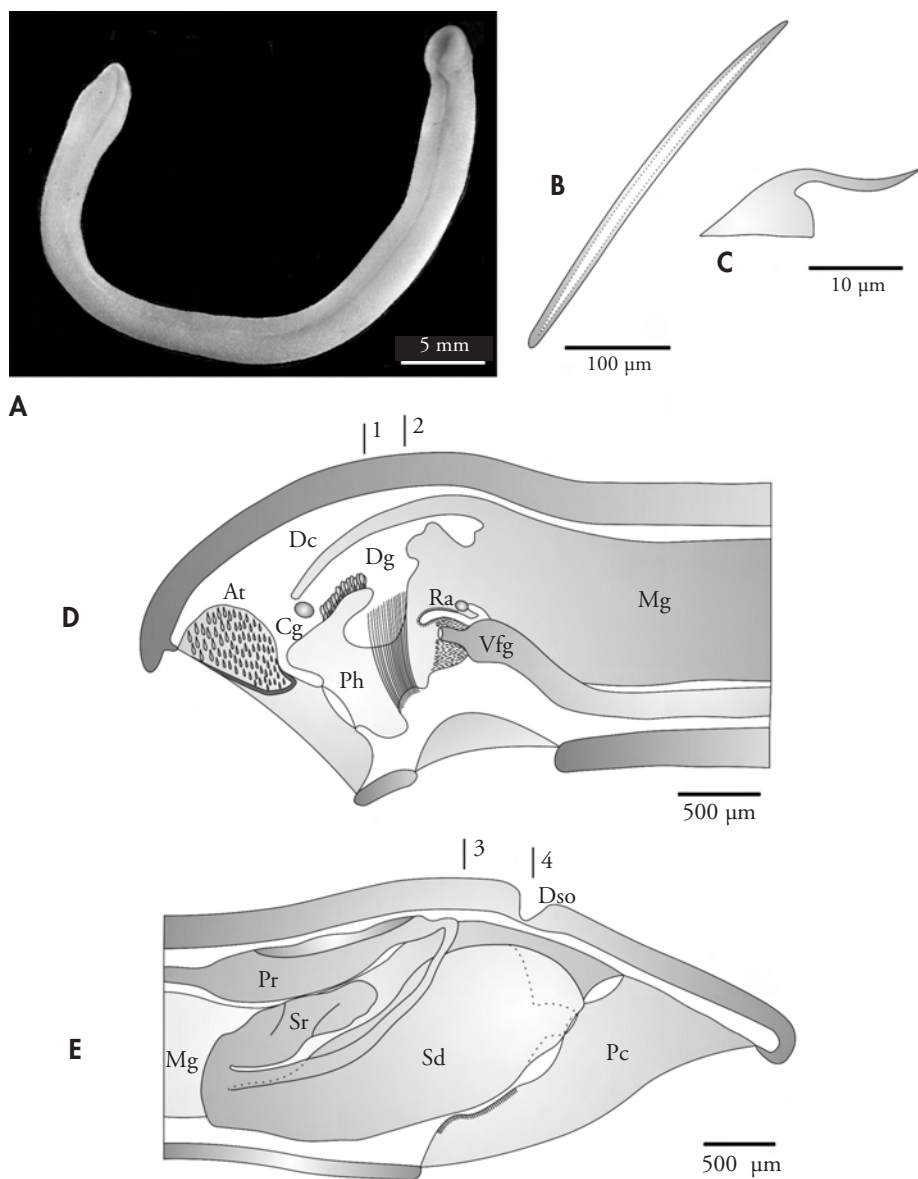 5 mm
A
B
100 μm
C
10 μm
1
2
D
Dc
Dg
At
Cg
Ph
Ra
Vfg
Mg
500 μm
3
4
Dso
E
Pr
Sr
Mg
Sd
Pc
500 μm